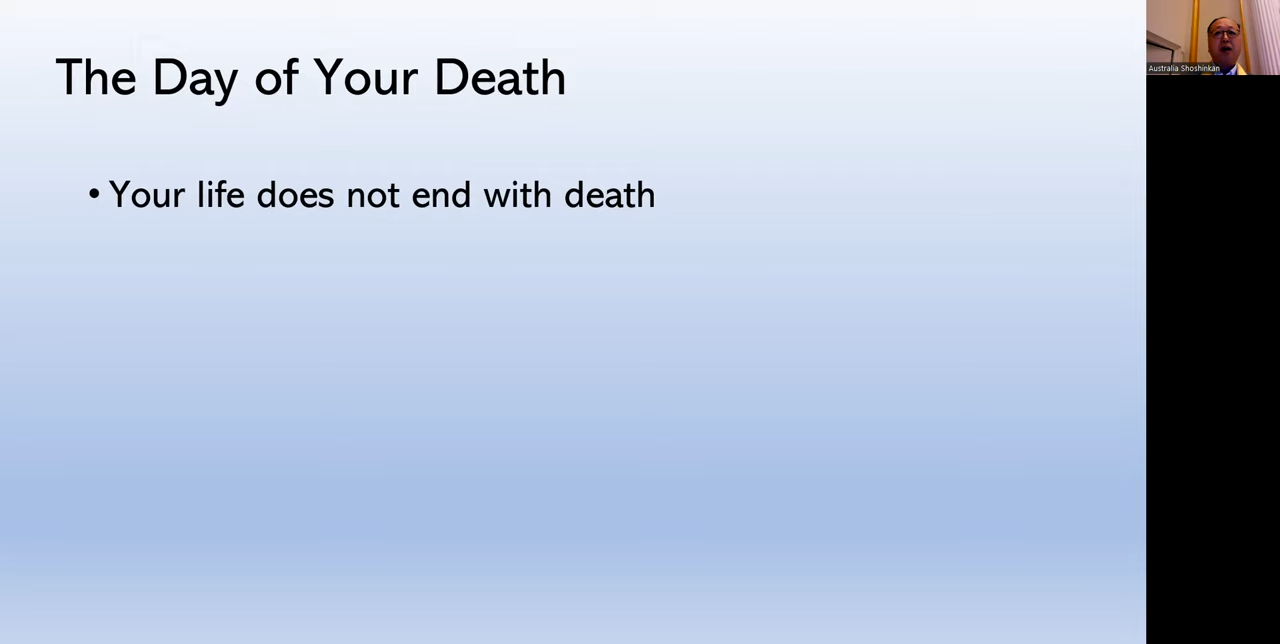 The Day of Your Death
• Your life does not end with death
Australia Shoshinkan